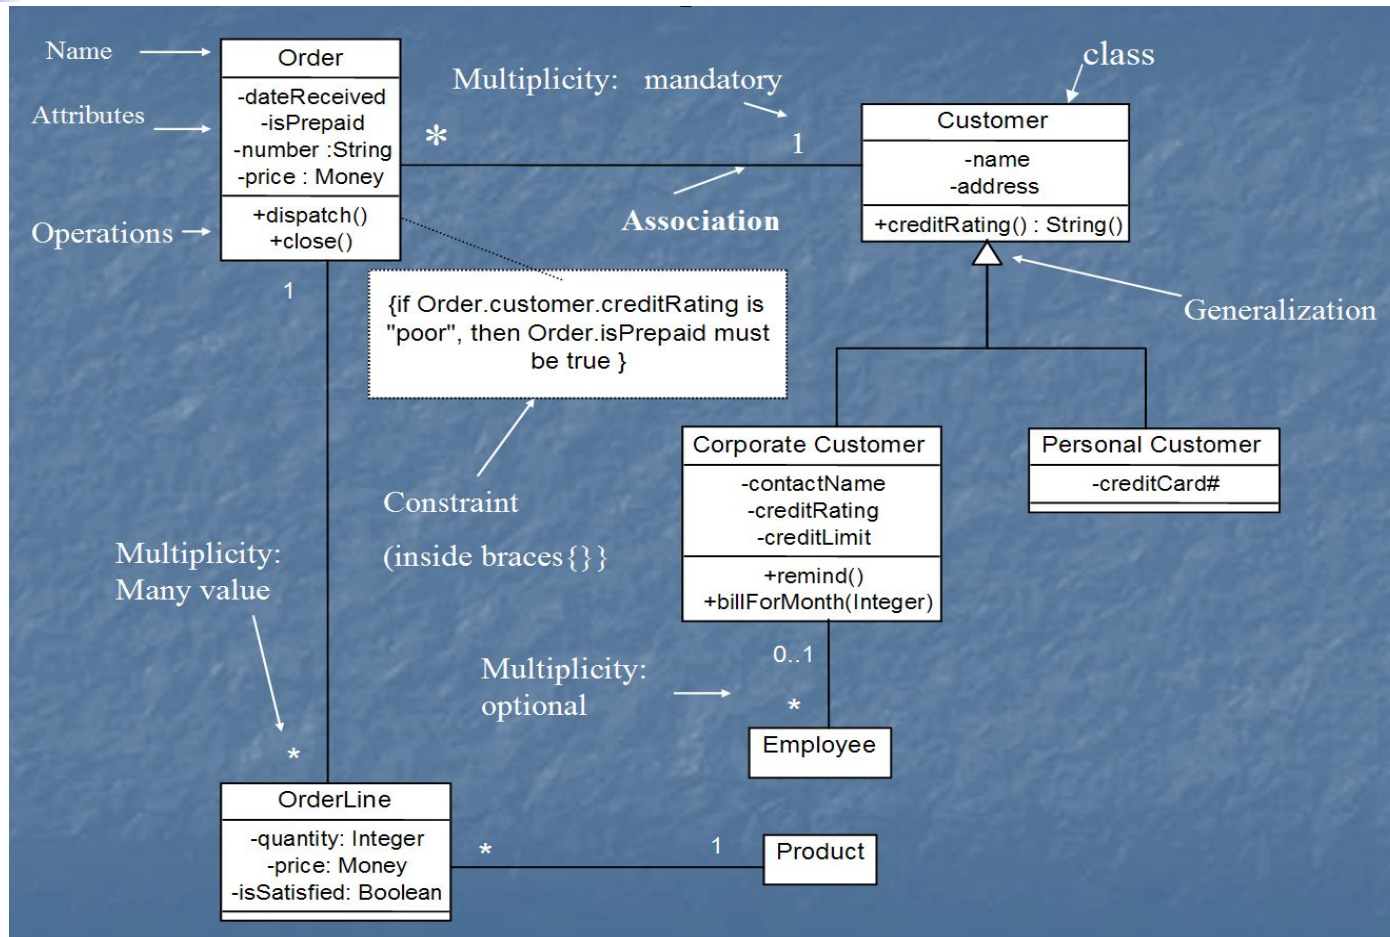 Name
Order
Attributes
-dateReceived
-isPrepaid
-number :String
-price : Money
Operations
+dispatch()
+close()
Multiplicity: mandatory
*
1
Association
class
Customer
-name
-address
+creditRating() : String()
Generalization
1
{if Order.customer.creditRating is
"poor", then Order.isPrepaid must
be true }
Constraint
(inside braces{}}
Corporate Customer
-contactName
-creditRating
-creditLimit
+remind()
+billForMonth(Integer)
Personal Customer
-creditCard#
Multiplicity:
Many value
*
Multiplicity:
optional
0..1
*
Employee
OrderLine
-quantity: Integer
-price: Money
-isSatisfied: Boolean
*
1
Product